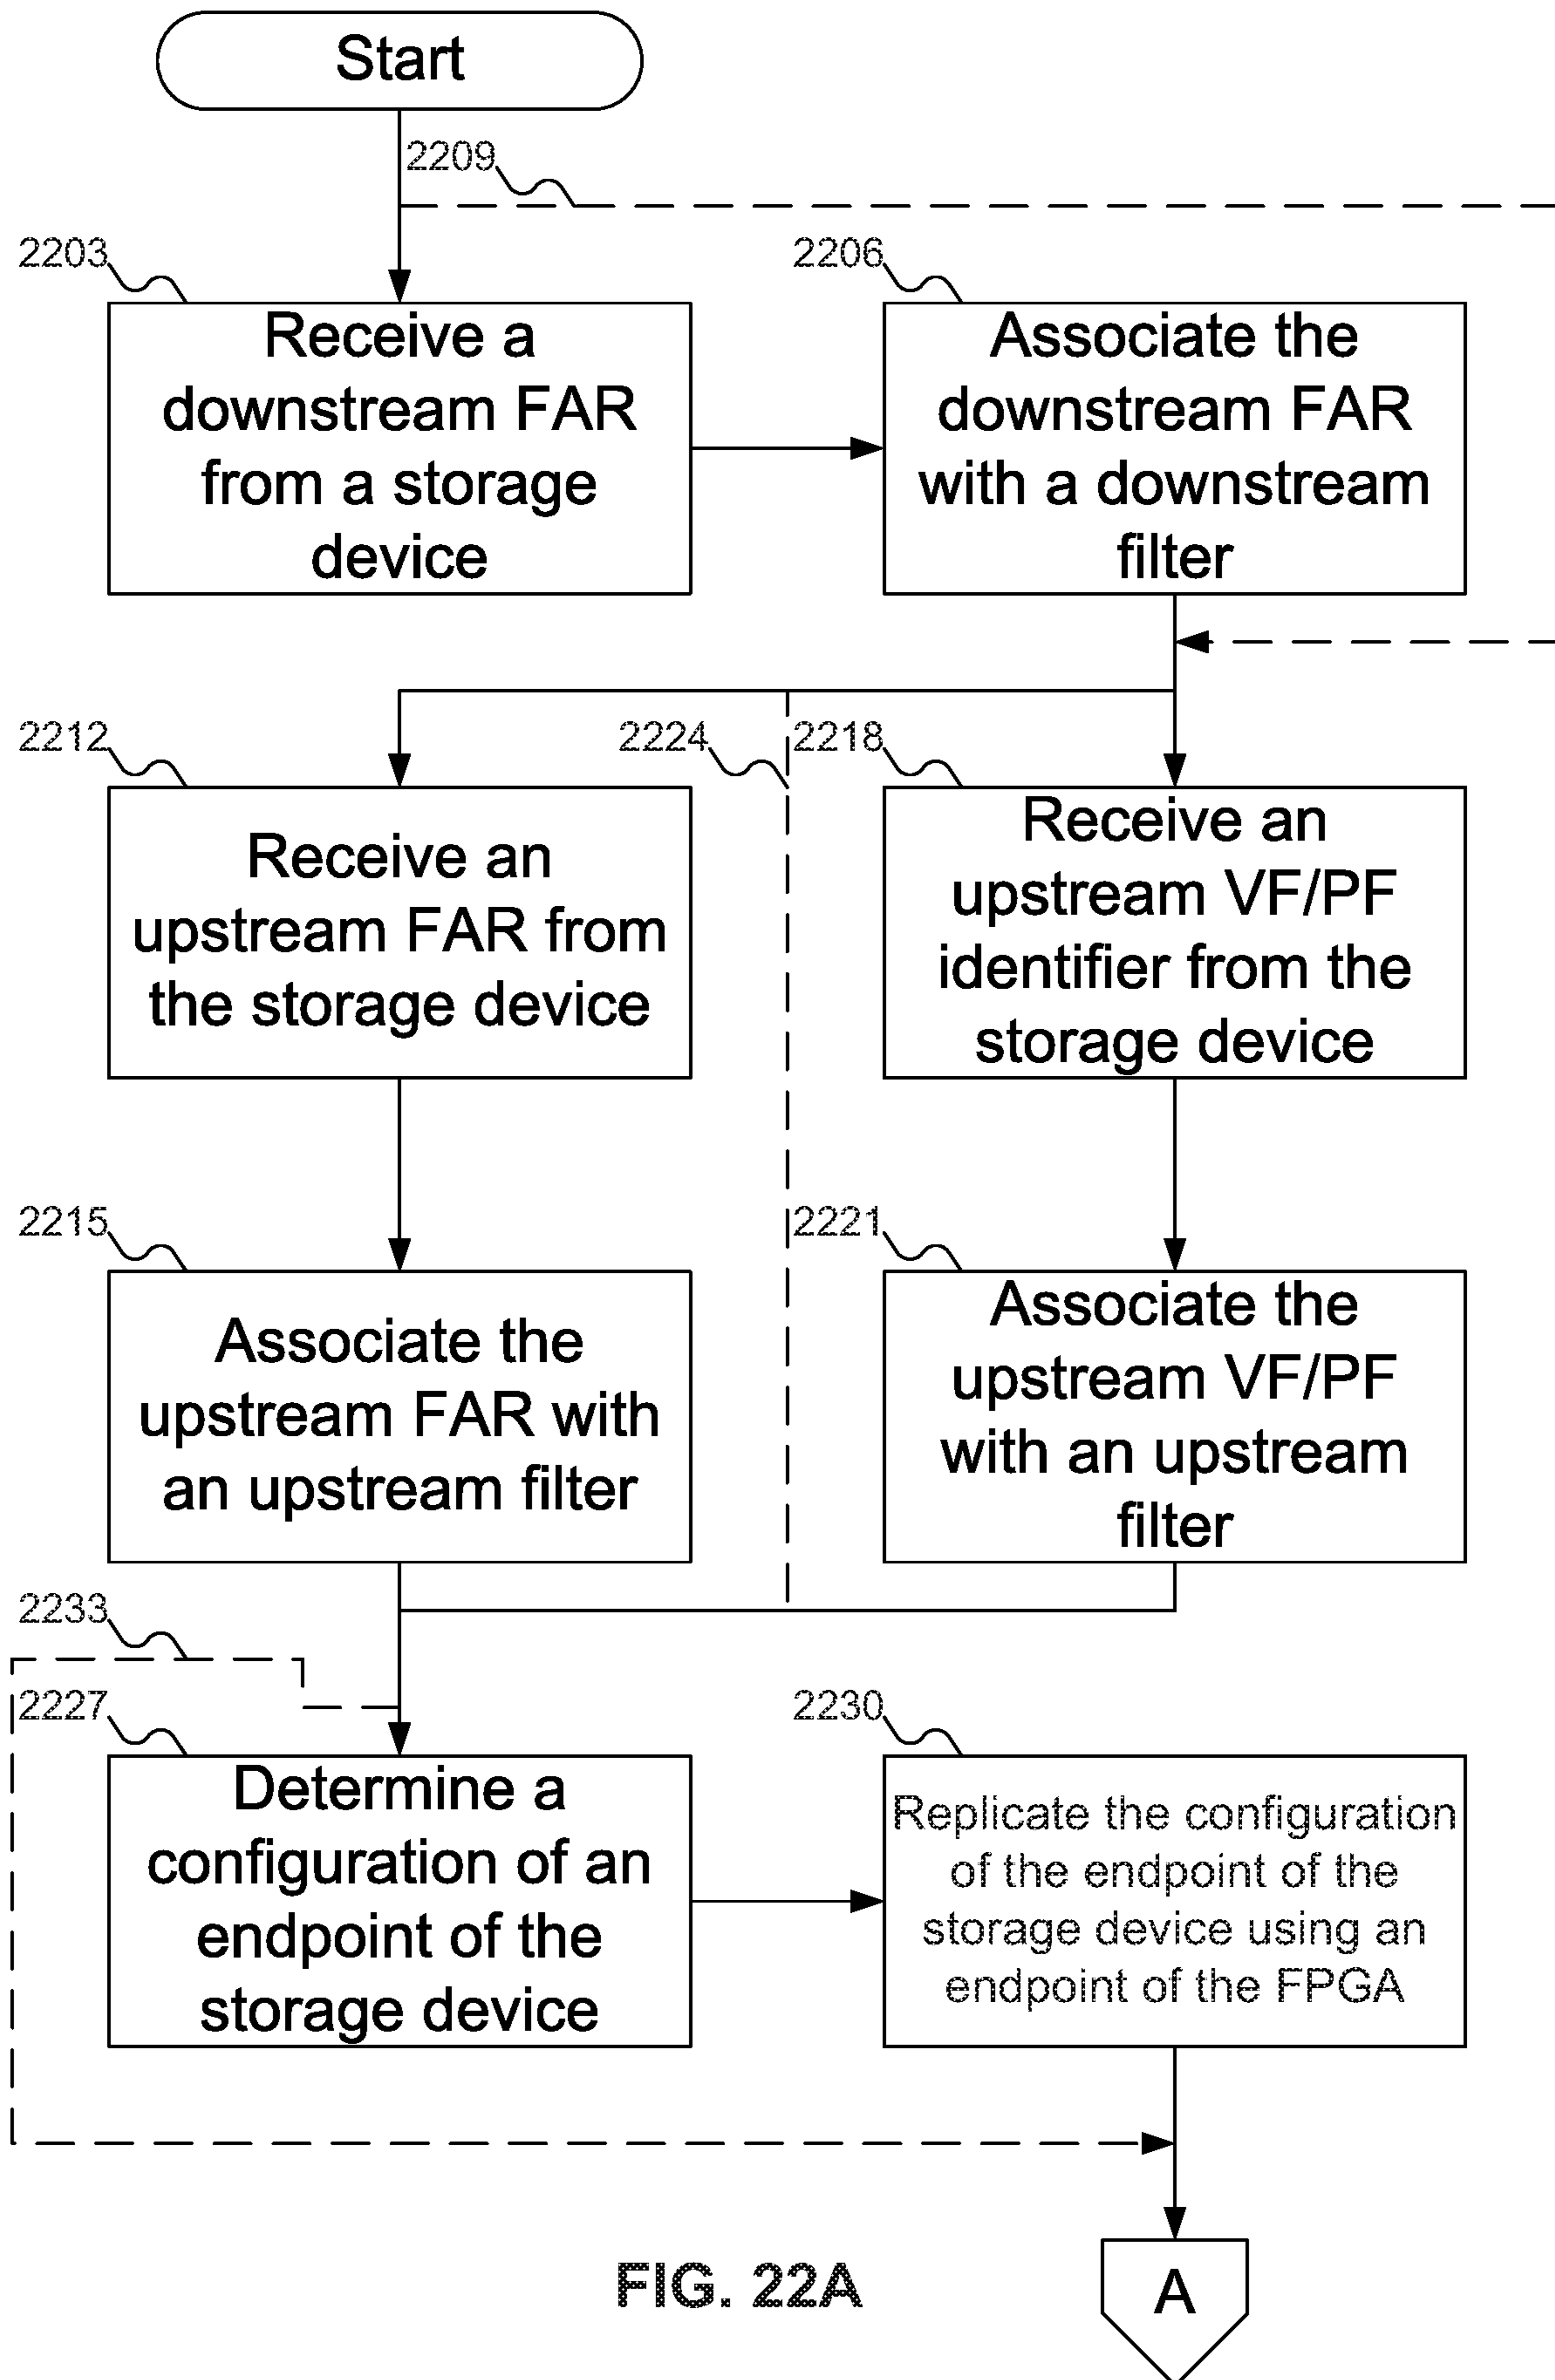 Start
2209
2203
Receive a
downstream FAR
from a storage
device
2206
Associate the
downstream FAR
with a downstream
filter
2212
Receive an
upstream FAR from
the storage device
2224
2218
Receive an
upstream VF/PF
identifier from the
storage device
2215
Associate the
upstream FAR with
an upstream filter
2221
Associate the
upstream VF/PF
with an upstream
filter
2233
2227
Determine a
configuration of an
endpoint of the
storage device
2230
Replicate the configuration
of the endpoint of the
storage device using an
endpoint of the FPGA
A
FIG. 22A